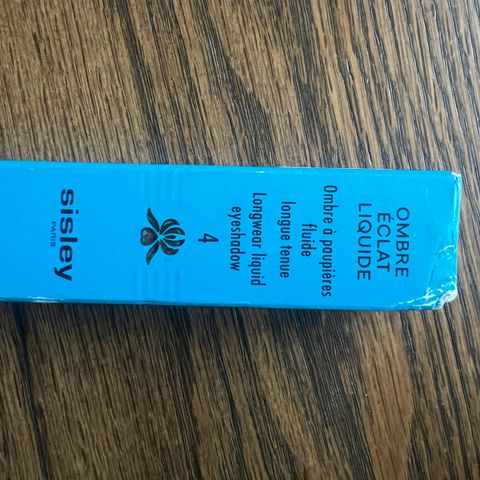 OMBRE
ÉCLAT
LIQUIDE
Ombre à paupières
fluide
longue tenue
Longwear liquid
eyeshadow
4
sisley
PARIS